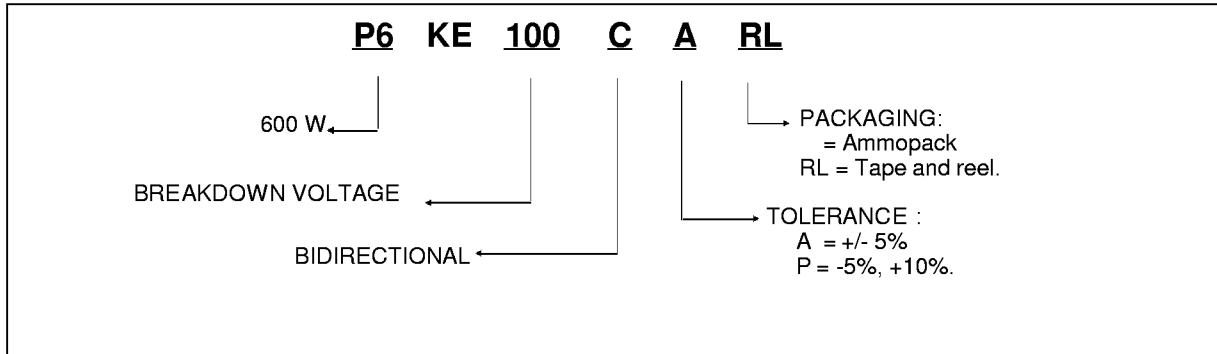 P6 KE 100 C A RL
600 W
PACKAGING:
= Ammopack
RL = Tape and reel.
BREAKDOWN VOLTAGE
TOLERANCE :
A = +/- 5%
P = -5%, +10%.
BIDIRECTIONAL